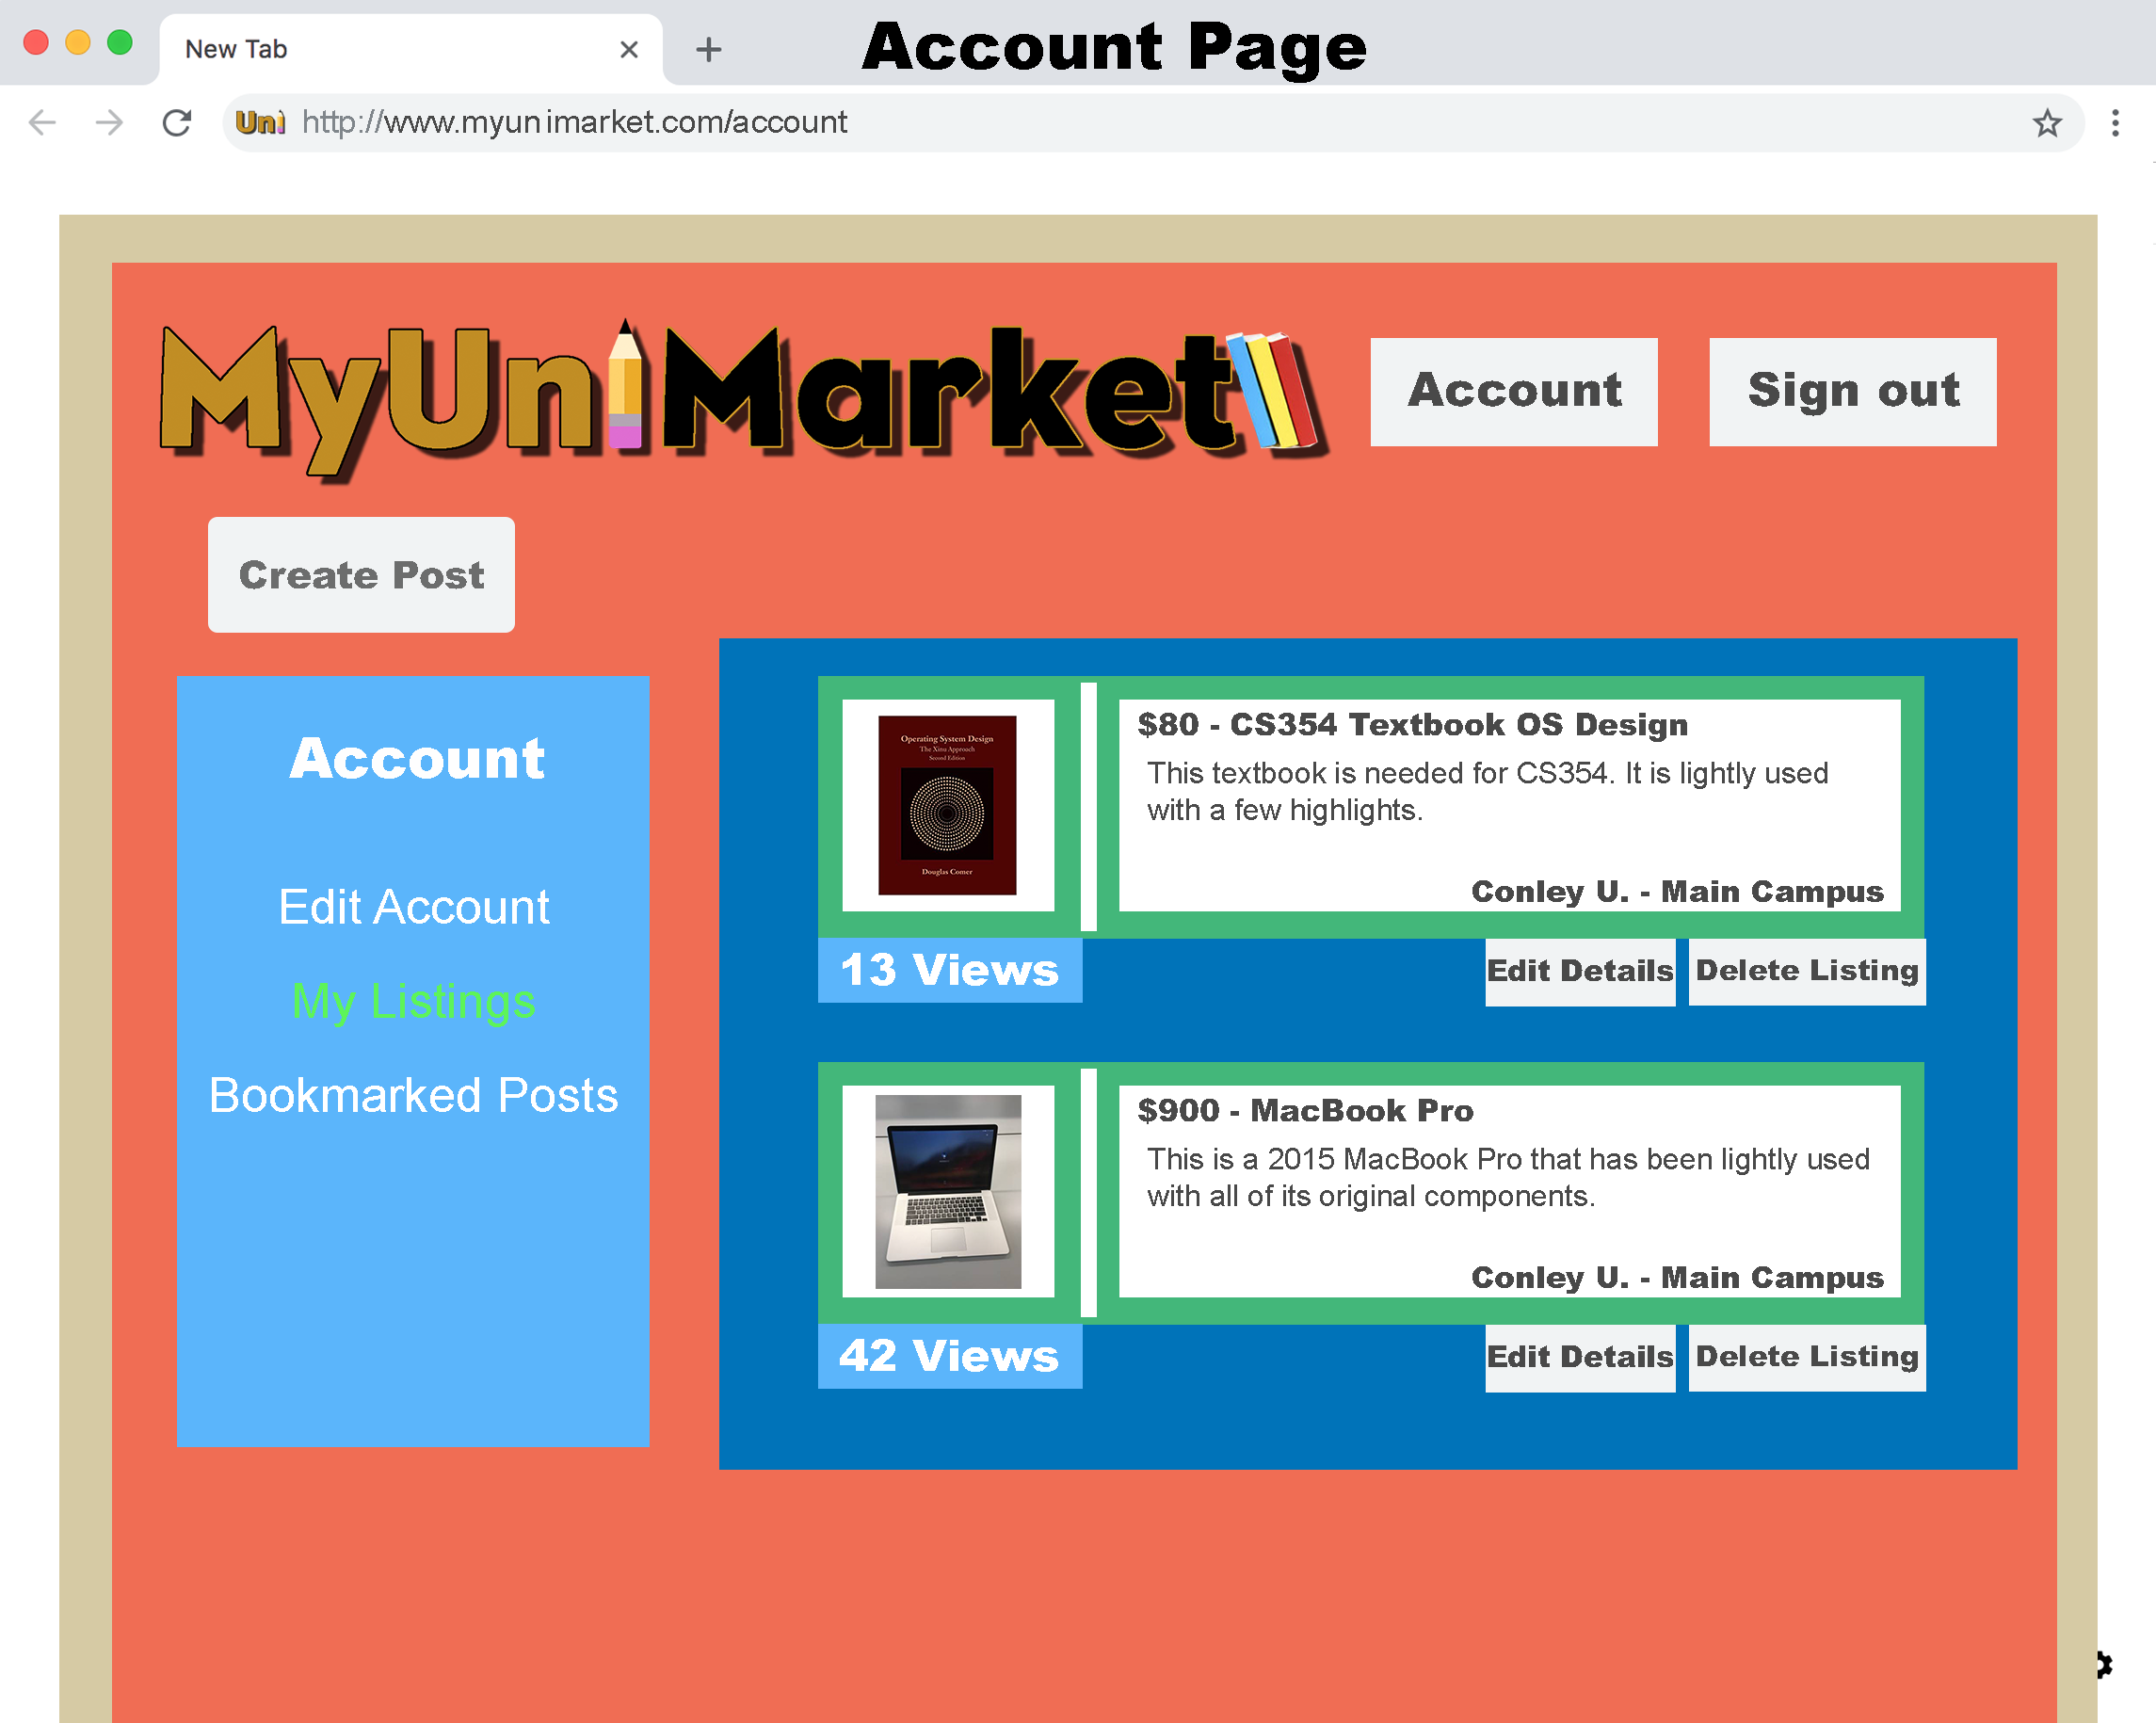 Account Page
New Tab
Uni http://www.myunimarket.com/account
MyUniMarket
Account
Sign out
Create Post
Account
Edit Account
My Listings
Bookmarked Posts
Operating System Design
The Xinu Approach
Second Edition
Douglas Comer
$80 - CS354 Textbook OS Design
This textbook is needed for CS354. It is lightly used
with a few highlights.
Conley U. - Main Campus
13 Views
Edit Details
Delete Listing
$900 - MacBook Pro
This is a 2015 MacBook Pro that has been lightly used
with all of its original components.
Conley U. - Main Campus
42 Views
Edit Details
Delete Listing